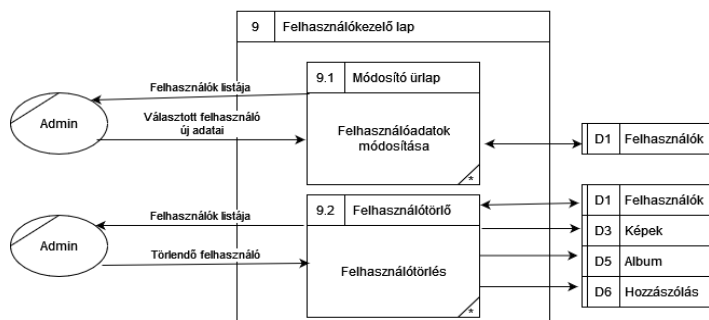 9 Felhasználókezelő lap
9.1 Módosító űrlap
Felhasználók listája
Admin
Választott felhasználó
új adatai
Felhasználóadatok
módosítása
D1 Felhasználók
*
9.2 Felhasználótörlő
D1 Felhasználók
Felhasználók listája
D3 Képek
Admin
Törlendő felhasználó
Felhasználótörlés
D5 Album
D6 Hozzászólás
*